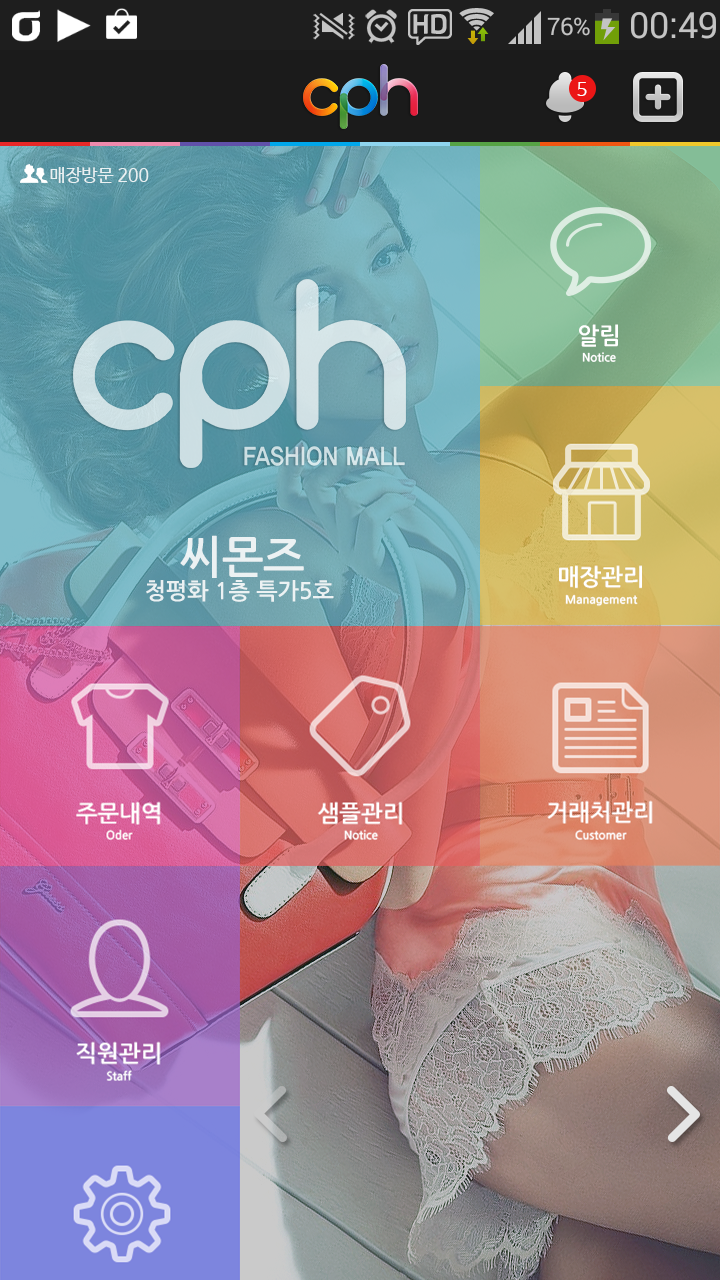 HD 76% 00:49
cph 5
매장방문 200
cph
FASHION MALL
씨몬즈
청평화 1층 특가5호
알림
Notice
매장관리
Management
주문내역
Oder
샘플관리
Notice
거래처관리
Customer
직원관리
Staff